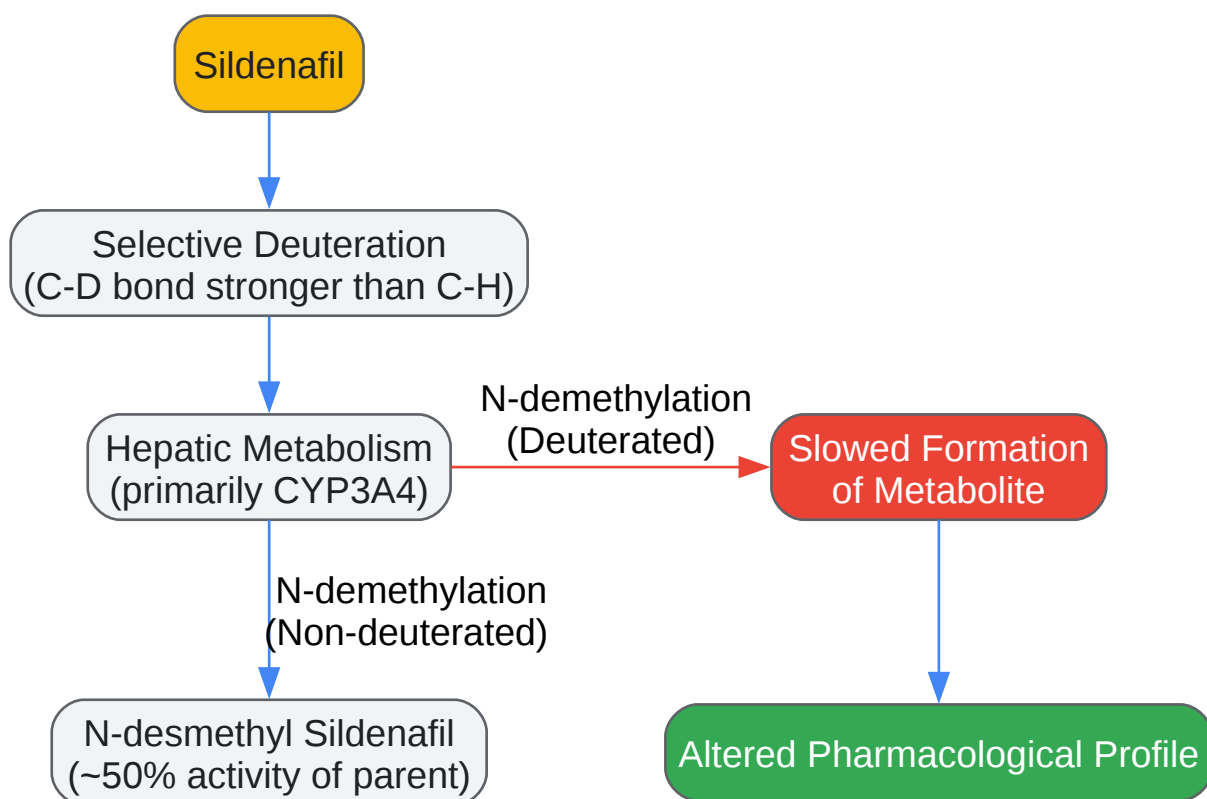 Sildenafil
Selective Deuteration
(C-D bond stronger than C-H)
N-demethylation
(Deuterated)
Hepatic Metabolism
(primarily CYP3A4)
Slowed Formation
of Metabolite
N-demethylation
(Non-deuterated)
N-desmethyl Sildenafil
(~50% activity of parent)
Altered Pharmacological Profile